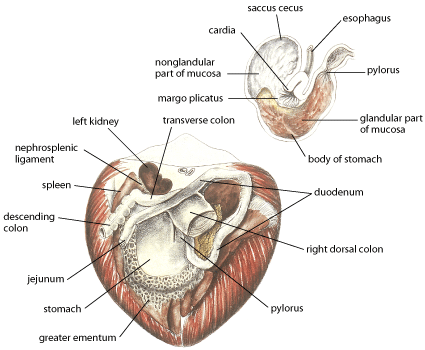 saccus cecus
esophagus
cardia
nonglandular
part of mucosa
pylorus
margo plicatus
glandular part
of mucosa
left kidney
transverse colon
body of stomach
nephrosplenic
ligament
spleen
duodenum
descending
colon
right dorsal colon
jejunum
stomach
pylorus
greater ementum